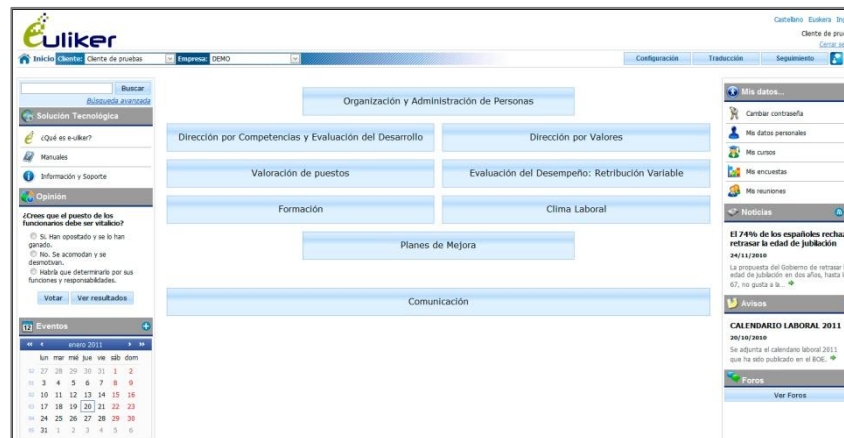 Castellano Euskera
euliker
Cliente de
Inicio Cliente: Cliente de pruebas Empresa: DEMO
Configuración Traducción Seguimiento
Buscar
Búsqueda avanzada
Solución Tecnológica
¿Qué es e-uliker?
Manuales
Información y Soporte
Opinión
¿Crees que el puesto de los
funcionarios debe ser vitalicio?
Si. Han opositado y se lo han
ganado.
No. Se acomodan y se
desmotivan.
Habría que determinarlo por sus
funciones y responsabilidades.
Votar Ver resultados
Eventos
enero 2011
lun mar mié jue vie sáb dom
52 27 28 29 30 31 1 2
01 3 4 5 6 7 8 9
02 10 11 12 13 14 15 16
03 17 18 19 20 21 22 23
04 24 25 26 27 28 29 30
05 31 1 2 3 4 5 6
Organización y Administración de Personas
Dirección por Competencias y Evaluación del Desarrollo
Dirección por Valores
Valoración de puestos
Evaluación del Desempeño: Retribución Variable
Formación
Clima Laboral
Planes de Mejora
Comunicación
Mis datos...
Cambiar contraseña
Mis datos personales
Mis cursos
Mis encuestas
Mis reuniones
Noticias
El 74% de los españoles rechaz
retrasar la edad de jubilación
24/11/2010
La propuesta del Gobierno de retrasar
edad de jubilación en dos años, hasta
67, no gusta a la...
Avisos
CALENDARIO LABORAL 2011
20/10/2010
Se adjunta el calendario laboral 2011
que ha sido publicado en el BOE.
Foros
Ver Foros